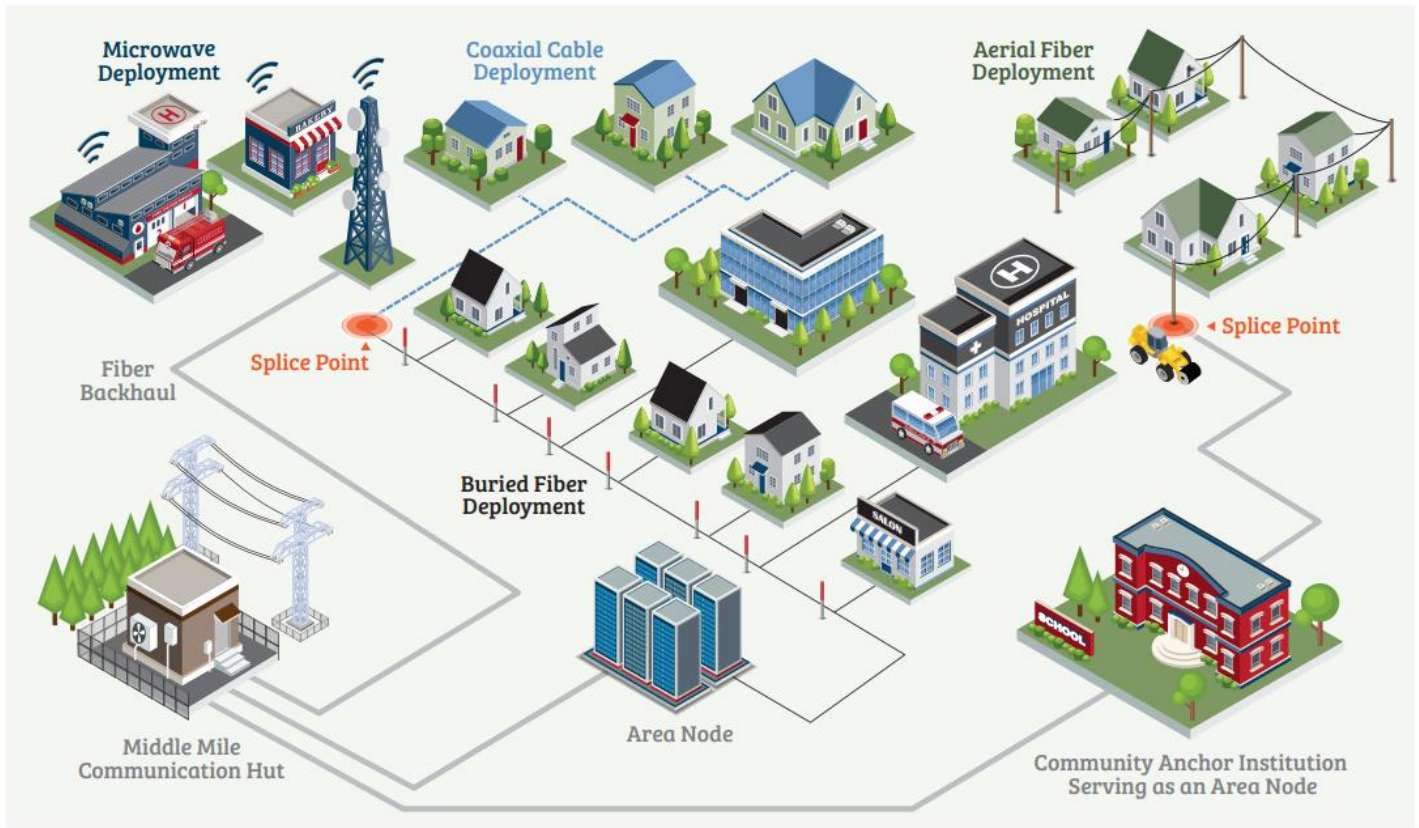 Microwave
Deployment
Coaxial Cable
Deployment
Aerial Fiber
Deployment
H
BAKERY
H
HOSPITAL
Splice Point
Splice Point
Fiber
Backhaul
Buried Fiber
Deployment
SALON
SCHOOL
Area Node
Middle Mile
Communication Hut
Community Anchor Institution
Serving as an Area Node